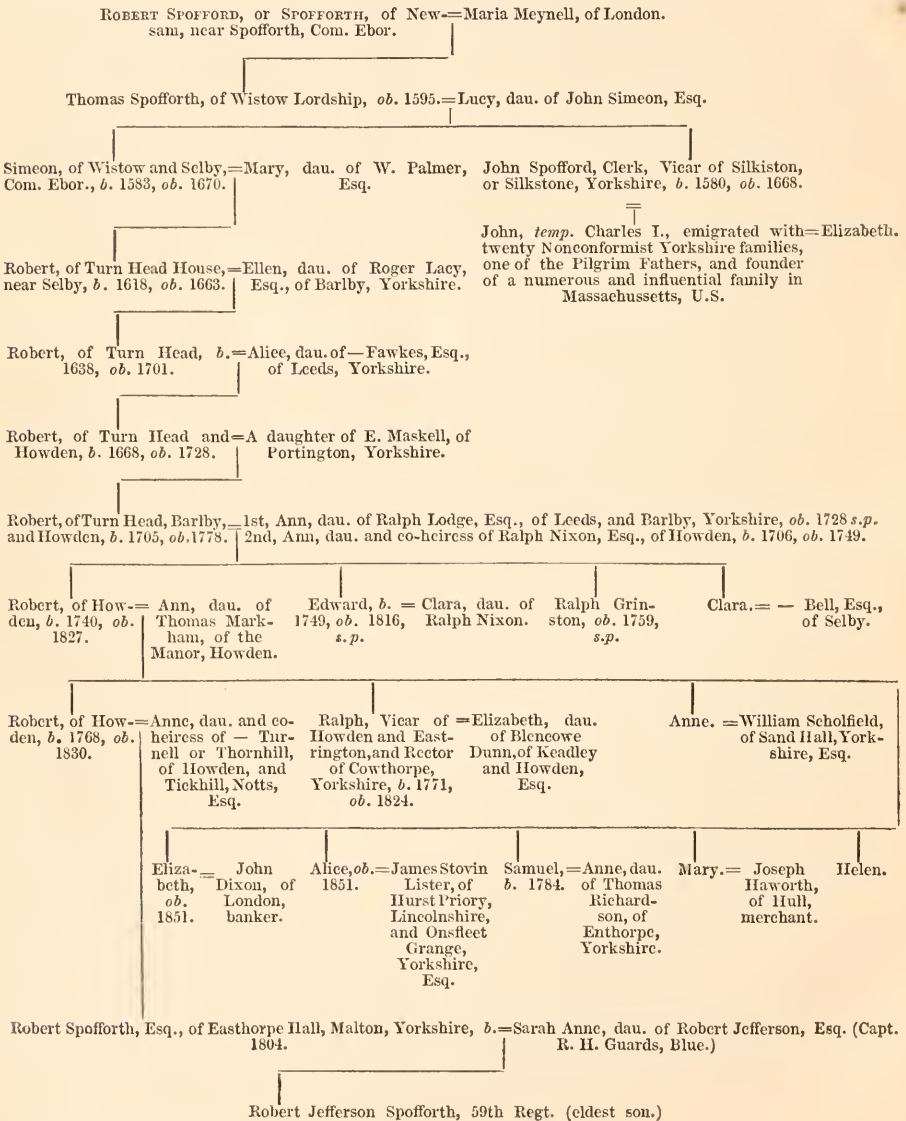 ROBERT SPOFFORD, or SPOFFORTH, of New-=Maria Meynell, of London.
sam, near Spofforth, Com. Ebor.
Thomas Spofforth, of Wistow Lordship, ob. 1595.=Lucy, dau. of John Simeon, Esq.
Simeon, of Wistow and Selby,=Mary, dau. of W. Palmer,
Com. Ebor., b. 1583, ob. 1670. Esq.
John Spofford, Clerk, Vicar of Silkiston,
or Silkstone, Yorkshire, b. 1580, ob. 1668.
=
John, temp. Charles I., emigrated with=Elizabeth.
twenty Nonconformist Yorkshire families,
one of the Pilgrim Fathers, and founder
of a numerous and influential family in
Massachussetts, U.S.
Robert, of Turn Head House,=Ellen, dau. of Roger Lacy,
near Selby, b. 1618, ob. 1663. Esq., of Barlby, Yorkshire.
Robert, of Turn Head, b.=Alice, dau. of—Fawkes, Esq.,
1638, ob. 1701. of Leeds, Yorkshire.
Robert, of Turn Head and=A daughter of E. Maskell, of
Howden, b. 1668, ob. 1728. Portington, Yorkshire.
Robert, of Turn Head, Barlby,=1st, Ann, dau. of Ralph Lodge, Esq., of Leeds, and Barlby, Yorkshire, ob. 1728 s.p.
and Howden, b. 1705, ob. 1778. 2nd, Ann, dau. and co-heiress of Ralph Nixon, Esq., of Howden, b. 1706, ob. 1749.
Robert, of How-=
den, b. 1740, ob.
1827.
Ann, dau. of
Thomas Mark-
ham, of the
Manor, Howden.
Edward, b. =
1749, ob. 1816,
s.p.
Clara, dau. of
Ralph Nixon.
Ralph Grin-
ston, ob. 1759,
s.p.
Clara.= — Bell, Esq.,
of Selby.
Robert, of How-=
den, b. 1768, ob.
1830.
Anne, dau. and co-
heiress of — Tur-
nell or Thornhill,
of Howden, and
Tickhill, Notts,
Esq.
Ralph, Vicar of =
Howden and East-
rington, and Rector
of Cowthorpe,
Yorkshire, b. 1771,
ob. 1824.
Elizabeth, dau.
of Blencowe
Dunn, of Keadley
and Howden,
Esq.
Anne. =William Scholfield,
of Sand Hall, York-
shire, Esq.
Eliza-=
beth,
ob.
1851.
John
Dixon, of
London,
banker.
Alice, ob.=
1851.
James Stovin
Lister, of
Hurst Priory,
Lincolnshire,
and Onsfleet
Grange,
Yorkshire,
Esq.
Samuel,=
b. 1784.
Anne, dau.
of Thomas
Richard-
son, of
Enthorpe,
Yorkshire.
Mary.= Joseph
Haworth,
of Hull,
merchant.
Helen.
Robert Spofforth, Esq., of Easthorpe Hall, Malton, Yorkshire, b.=Sarah Anne, dau. of Robert Jefferson, Esq. (Capt.
1804. R. H. Guards, Blue.)
Robert Jefferson Spofforth, 59th Regt. (eldest son.)